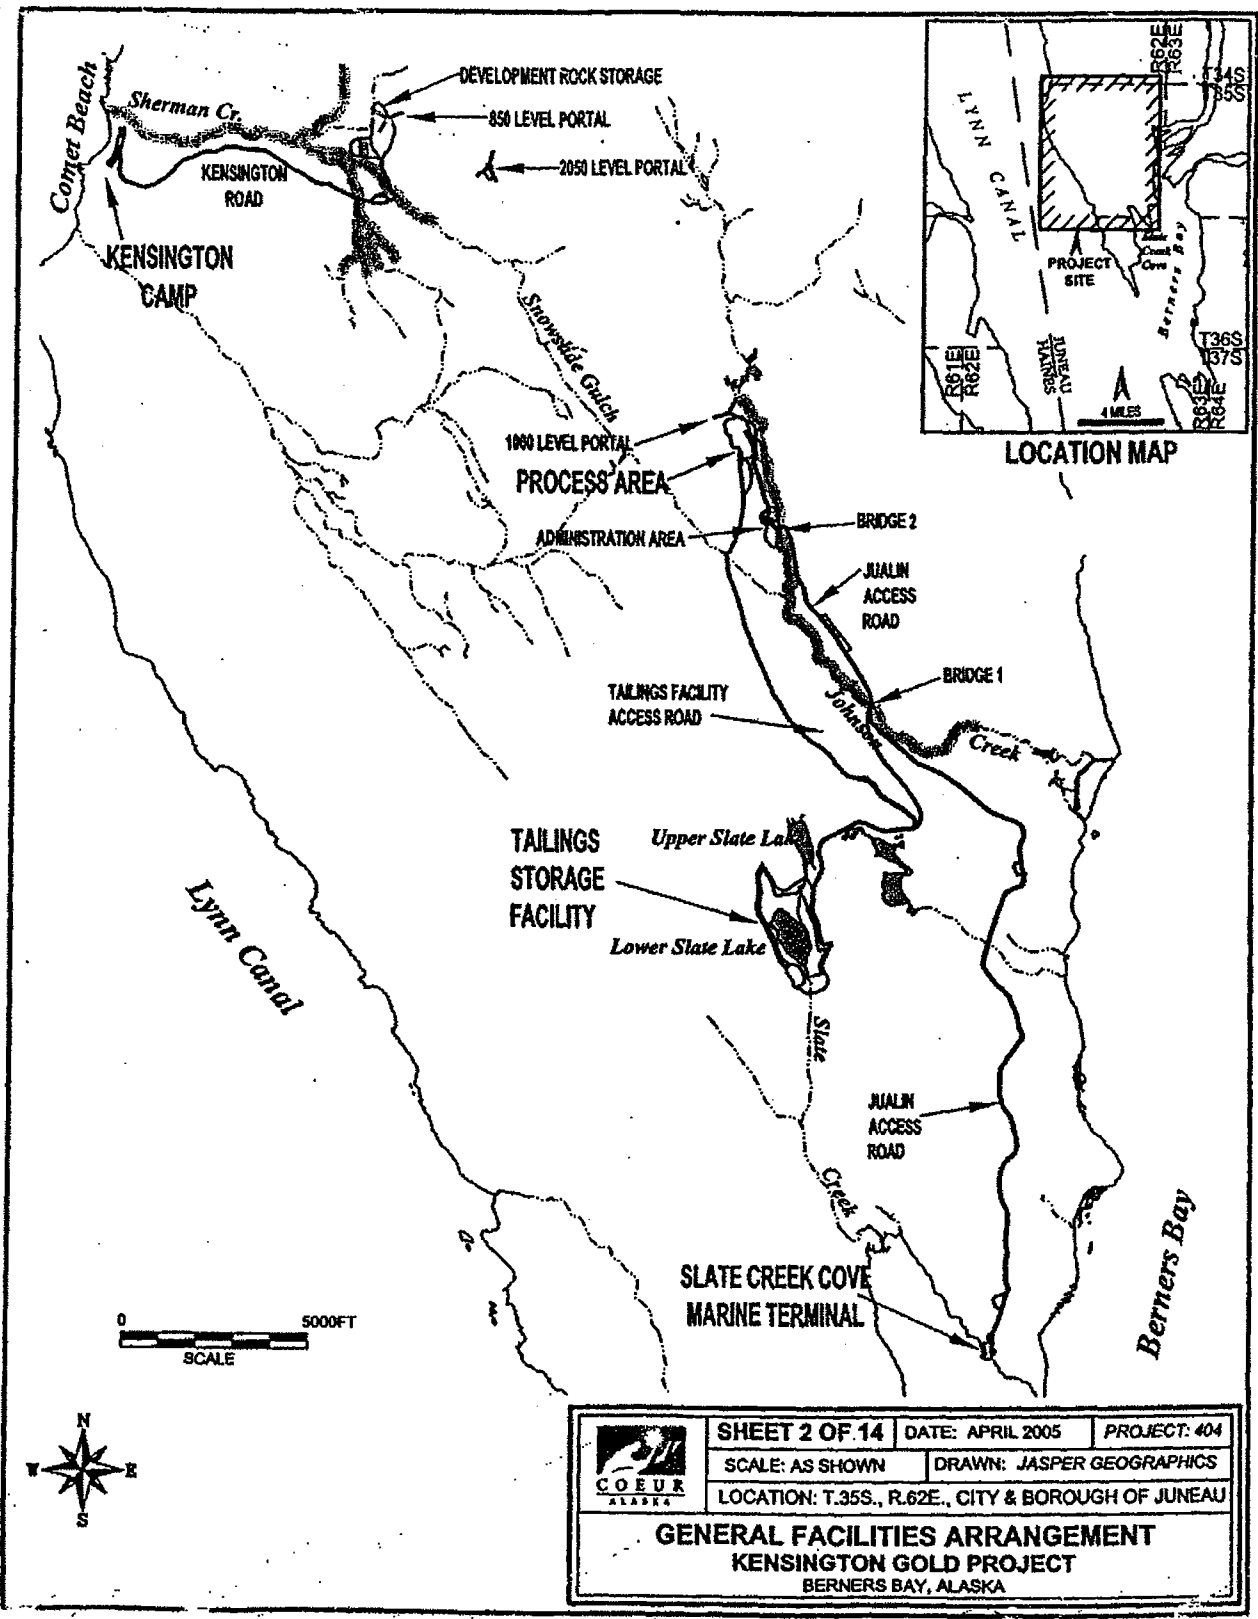 DEVELOPMENT ROCK STORAGE
850 LEVEL PORTAL
2050 LEVEL PORTAL
Comet Beach
Sherman Cr.
KENSINGTON
ROAD
KENSINGTON
CAMP
Snowslide Gulch
1060 LEVEL PORTAL
PROCESS AREA
ADMINISTRATION AREA
BRIDGE 2
JUALIN
ACCESS
ROAD
BRIDGE 1
TAILINGS FACILITY
ACCESS ROAD
Johnson
Creek
TAILINGS
STORAGE
FACILITY
Upper Slate Lake
Lower Slate Lake
Lynn Canal
Slate
Creek
JUALIN
ACCESS
ROAD
SLATE CREEK COVE
MARINE TERMINAL
Berners Bay
LYNN CANAL
R62E
R63E
T34S
T35S
PROJECT
SITE
Slate
Creek
Cove
Berners Bay
T36S
T37S
R61E
R62E
JUNEAU
HAINES
R63E
R64E
4 MILES
LOCATION MAP
0 5000FT
SCALE
N
W E
S
COEUR
ALASKA
SHEET 2 OF 14
DATE: APRIL 2005
PROJECT: 404
SCALE: AS SHOWN
DRAWN: JASPER GEOGRAPHICS
LOCATION: T.35S., R.62E., CITY & BOROUGH OF JUNEAU
GENERAL FACILITIES ARRANGEMENT
KENSINGTON GOLD PROJECT
BERNERS BAY, ALASKA